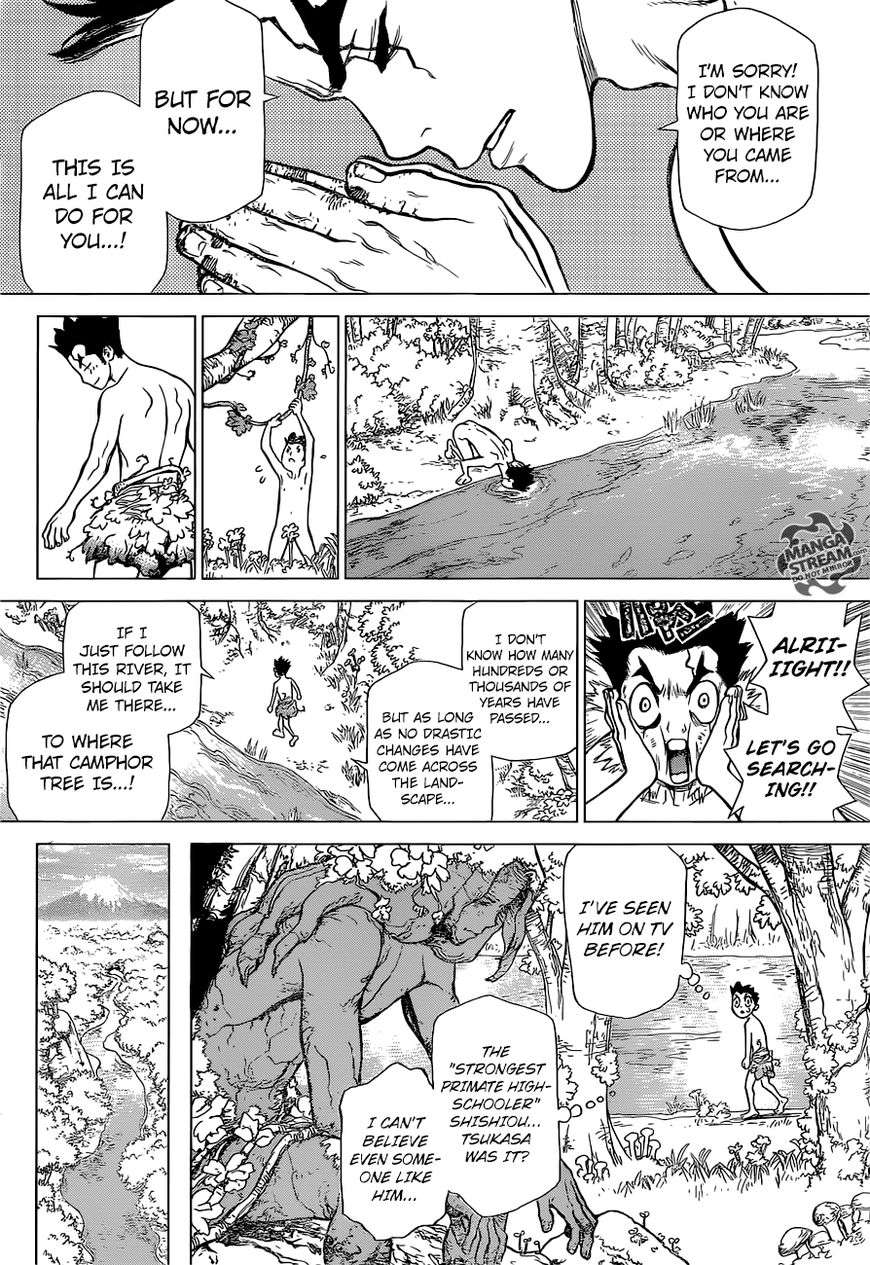 I'M SORRY!
I DON'T KNOW
WHO YOU ARE
OR WHERE
YOU CAME
FROM...
BUT FOR
NOW...
THIS IS
ALL I CAN
DO FOR
YOU...!
MANGA
STREAM.com
DO NOT MIRROR
ALRII-
IIGHT!!
LET'S GO
SEARCH-
ING!!
I DON'T
KNOW HOW MANY
HUNDREDS OR
THOUSANDS OF
YEARS HAVE
PASSED...
BUT AS LONG
AS NO DRASTIC
CHANGES HAVE
COME ACROSS
THE LAND-
SCAPE...
IF I
JUST FOLLOW
THIS RIVER, IT
SHOULD TAKE
ME THERE...
TO WHERE
THAT CAMPHOR
TREE IS...!
I'VE SEEN
HIM ON TV
BEFORE!
THE
"STRONGEST
PRIMATE HIGH-
SCHOOLER"
SHISHIOU...
TSUKASA
WAS IT?
I CAN'T
BELIEVE
EVEN SOME-
ONE LIKE
HIM...